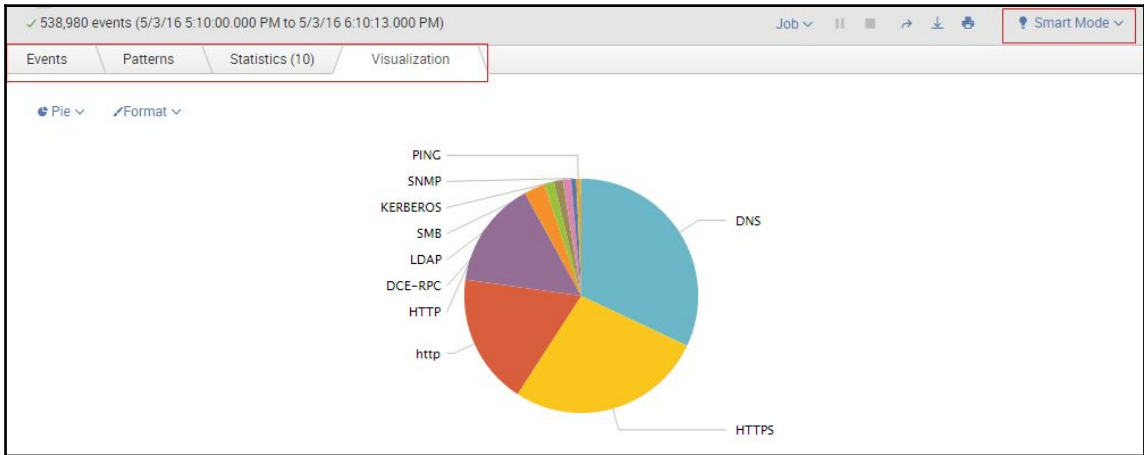 ✓ 538,980 events (5/3/16 5:10:00.000 PM to 5/3/16 6:10:13.000 PM)
Job
Smart Mode
Events
Patterns
Statistics (10)
Visualization
Pie
Format
PING
SNMP
KERBEROS
SMB
LDAP
DCE-RPC
HTTP
http
DNS
HTTPS